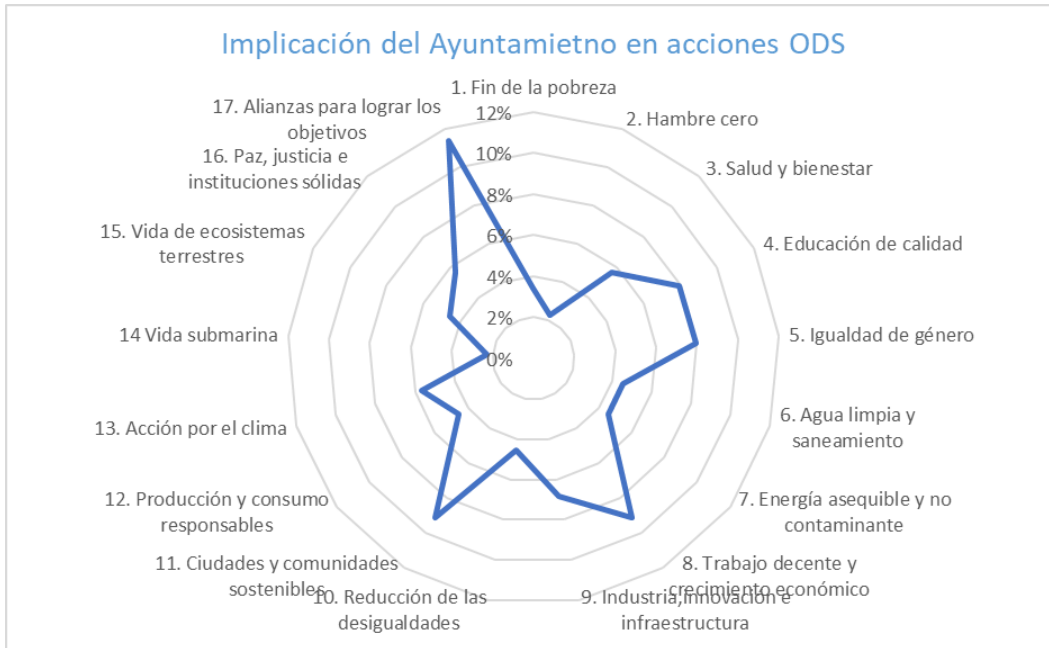 Implicación del Ayuntamietno en acciones ODS
1. Fin de la pobreza
2. Hambre cero
3. Salud y bienestar
4. Educación de calidad
5. Igualdad de género
6. Agua limpia y
saneamiento
7. Energía asequible y no
contaminante
8. Trabajo decente y
crecimiento económico
9. Industria,innovación e
infraestructura
10. Reducción de las
desigualdades
11. Ciudades y comunidades
sostenibles
12. Producción y consumo
responsables
13. Acción por el clima
14 Vida submarina
15. Vida de ecosistemas
terrestres
16. Paz, justicia e
instituciones sólidas
17. Alianzas para lograr los
objetivos
12%
10%
8%
6%
4%
2%
0%